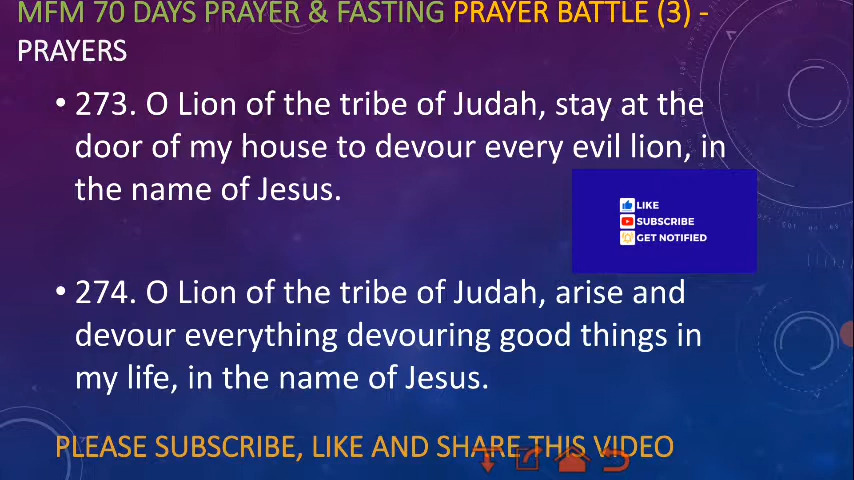 MFM 70 DAYS PRAYER & FASTING PRAYER BATTLE (3) -
PRAYERS
• 273. O Lion of the tribe of Judah, stay at the
door of my house to devour every evil lion, in
the name of Jesus.
LIKE
SUBSCRIBE
GET NOTIFIED
• 274. O Lion of the tribe of Judah, arise and
devour everything devouring good things in
my life, in the name of Jesus.
PLEASE SUBSCRIBE, LIKE AND SHARE THIS VIDEO